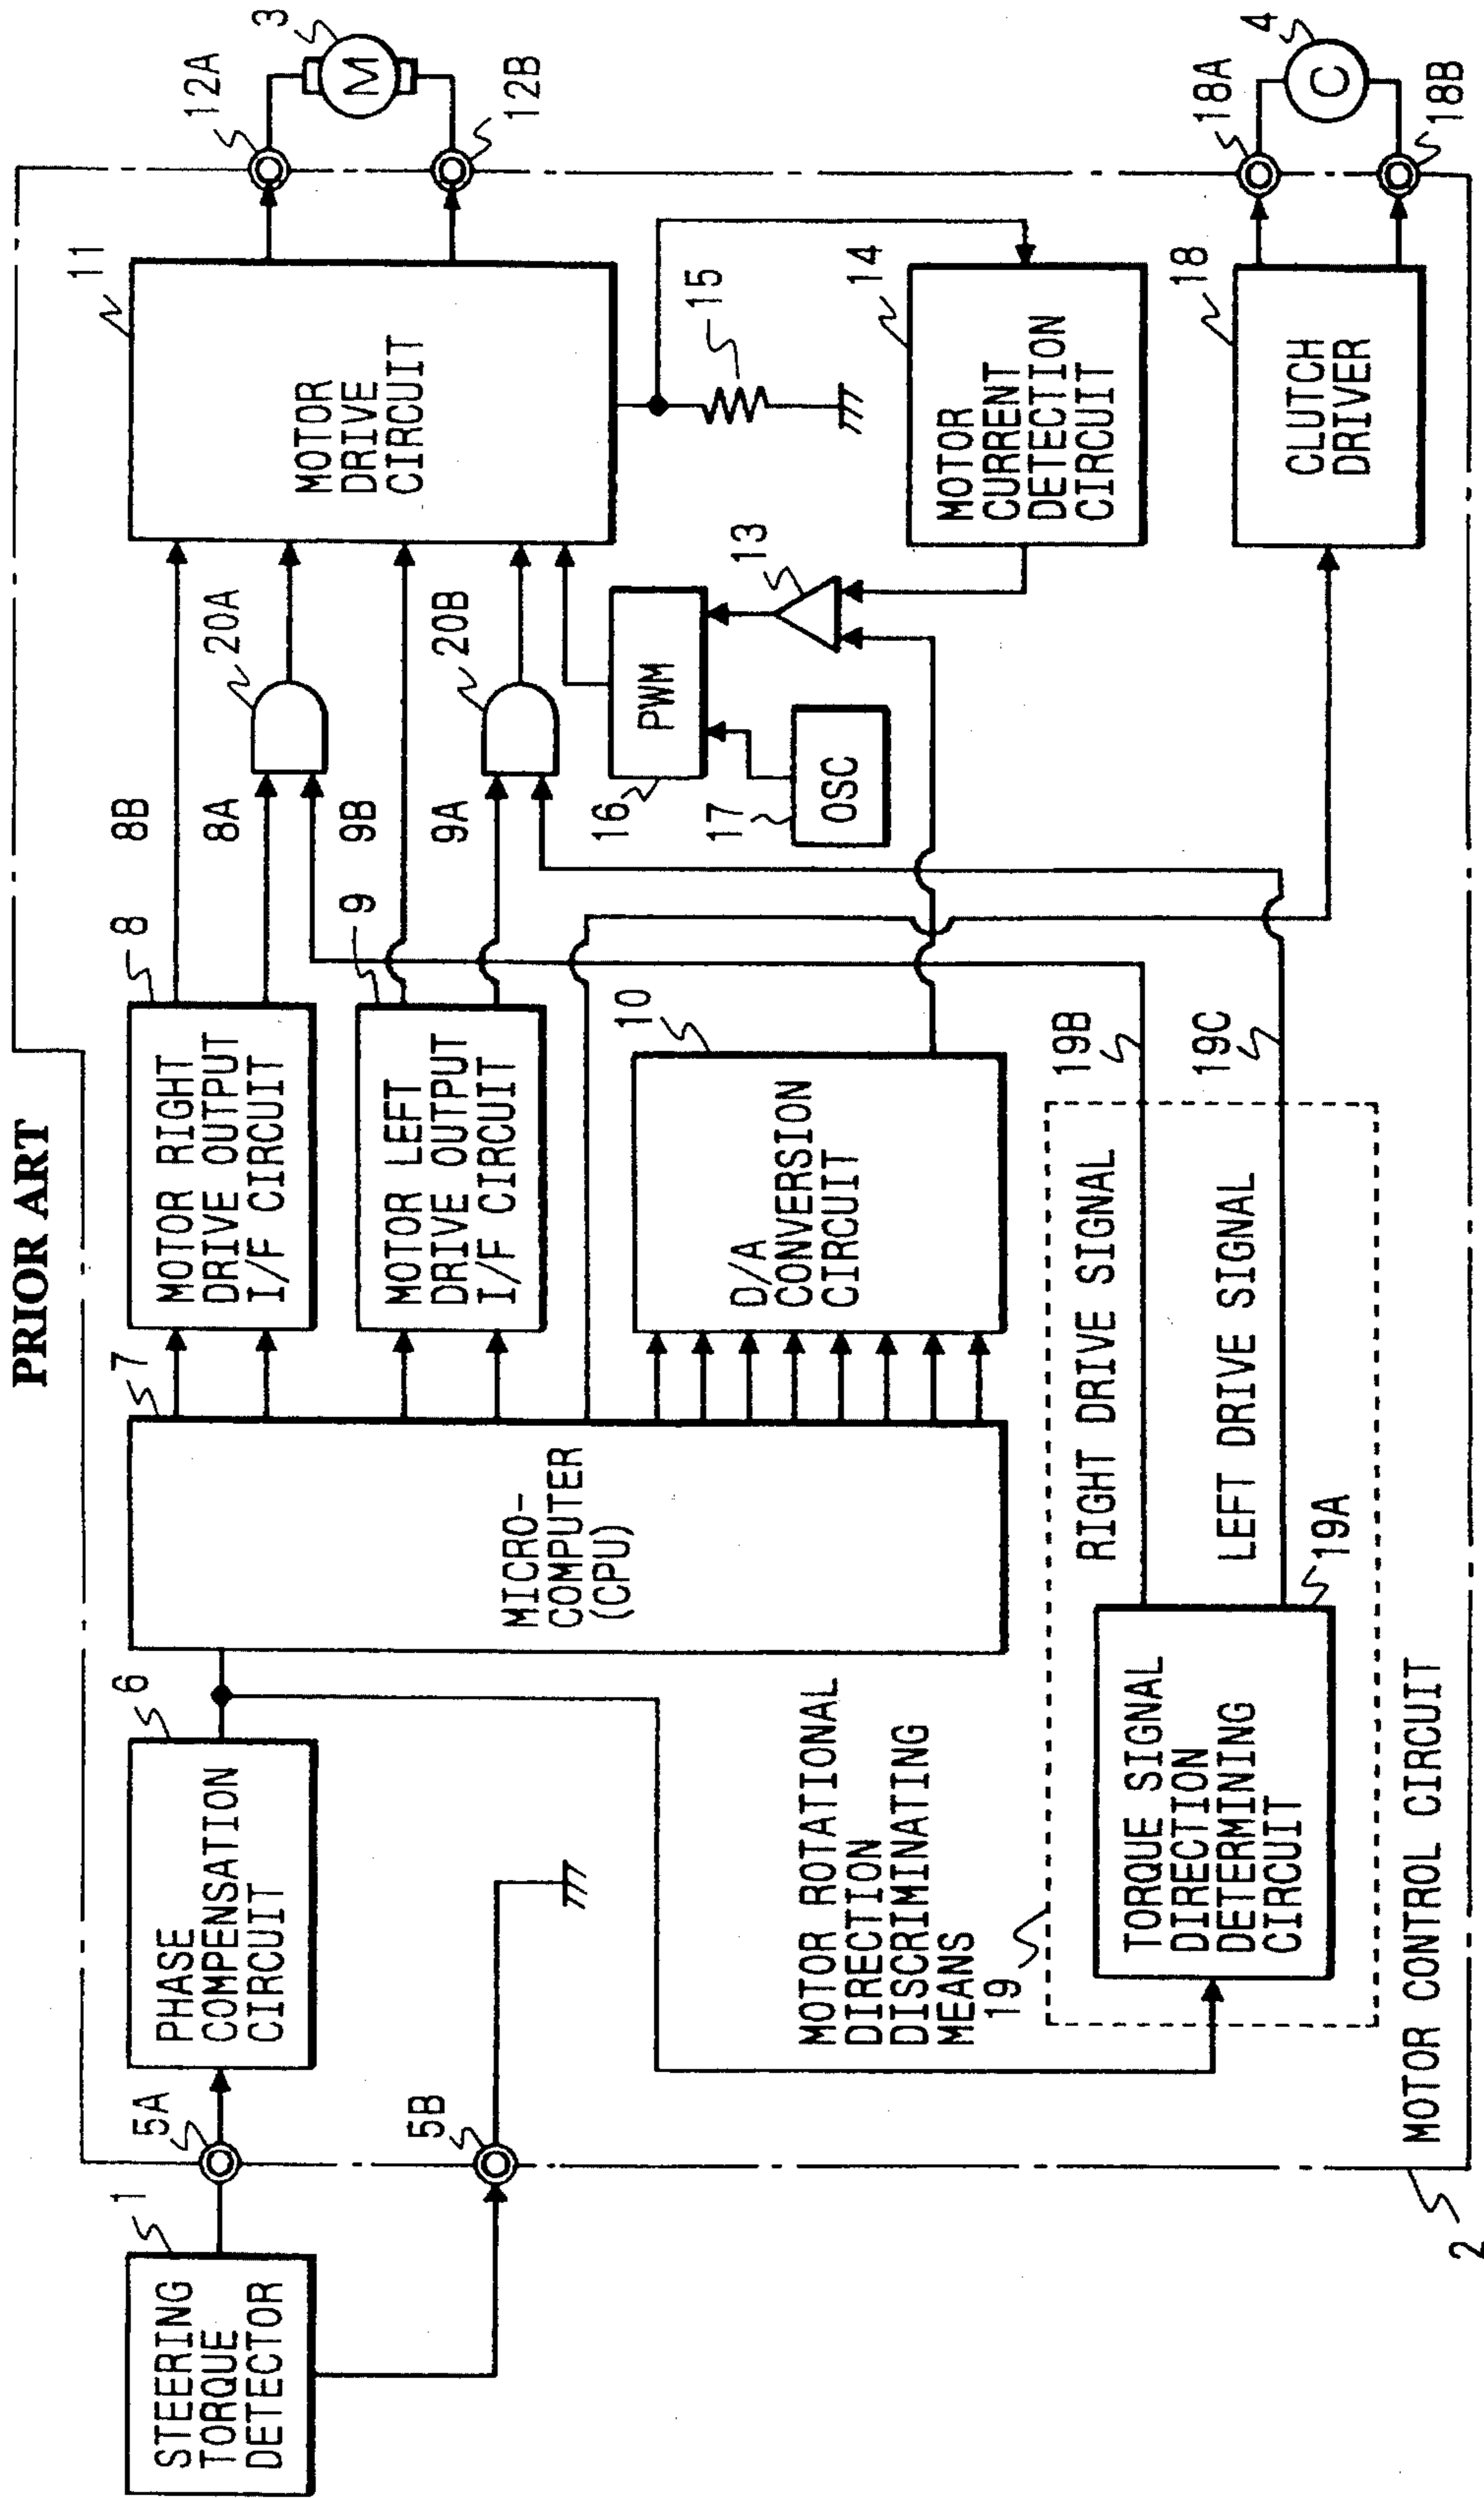 PRIOR ART
STEERING
TORQUE
DETECTOR
1
5A
5B
PHASE
COMPENSATION
CIRCUIT
6
MICRO-
COMPUTER
(CPU)
7
MOTOR RIGHT
DRIVE OUTPUT
I/F CIRCUIT
8
8B
8A
MOTOR LEFT
DRIVE OUTPUT
I/F CIRCUIT
9
9B
9A
D/A
CONVERSION
CIRCUIT
10
20A
20B
PWM
16
OSC
17
13
MOTOR
DRIVE
CIRCUIT
11
12A
12B
M
3
15
MOTOR
CURRENT
DETECTION
CIRCUIT
14
CLUTCH
DRIVER
18
18A
18B
C
4
MOTOR ROTATIONAL
DIRECTION
DISCRIMINATING
MEANS
19
TORQUE SIGNAL
DIRECTION
DETERMINING
CIRCUIT
19A
RIGHT DRIVE SIGNAL
19B
LEFT DRIVE SIGNAL
19C
MOTOR CONTROL CIRCUIT
2